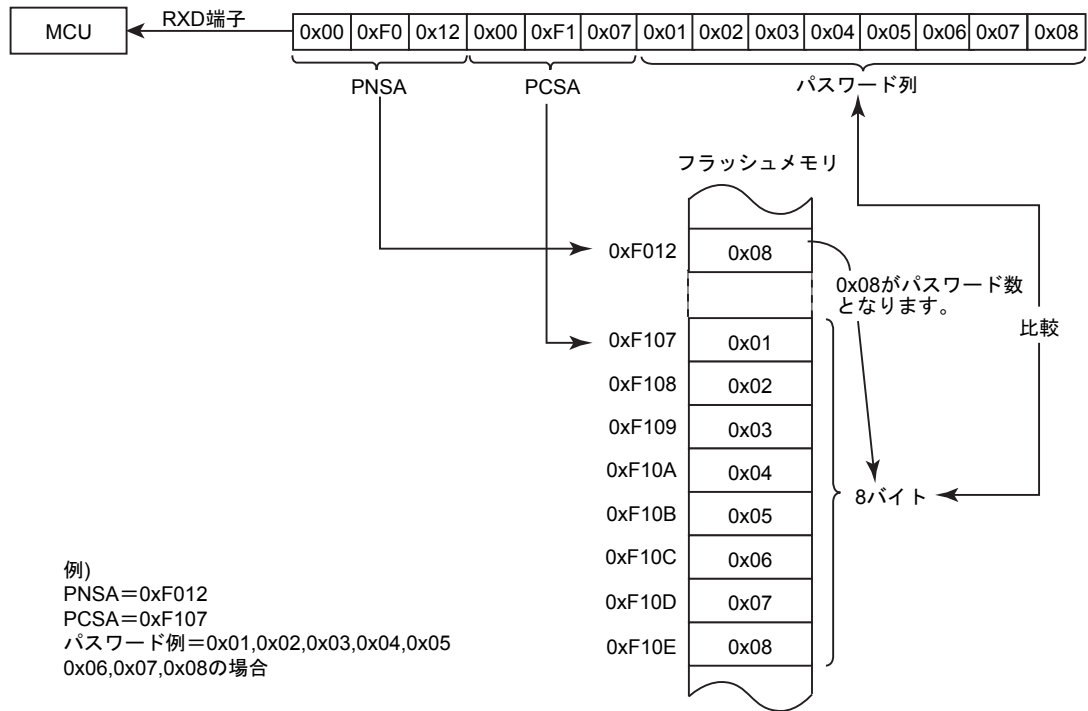 MCU
RXD端子
0x00 0xF0 0x12 0x00 0xF1 0x07 0x01 0x02 0x03 0x04 0x05 0x06 0x07 0x08
PNSA
PCSA
パスワード列
フラッシュメモリ
0xF012 0x08
0x08がパスワード数
となります。
0xF107 0x01
比較
0xF108 0x02
0xF109 0x03
0xF10A 0x04
8バイト
0xF10B 0x05
0xF10C 0x06
0xF10D 0x07
0xF10E 0x08
例)
PNSA＝0xF012
PCSA＝0xF107
パスワード例＝0x01,0x02,0x03,0x04,0x05
0x06,0x07,0x08の場合